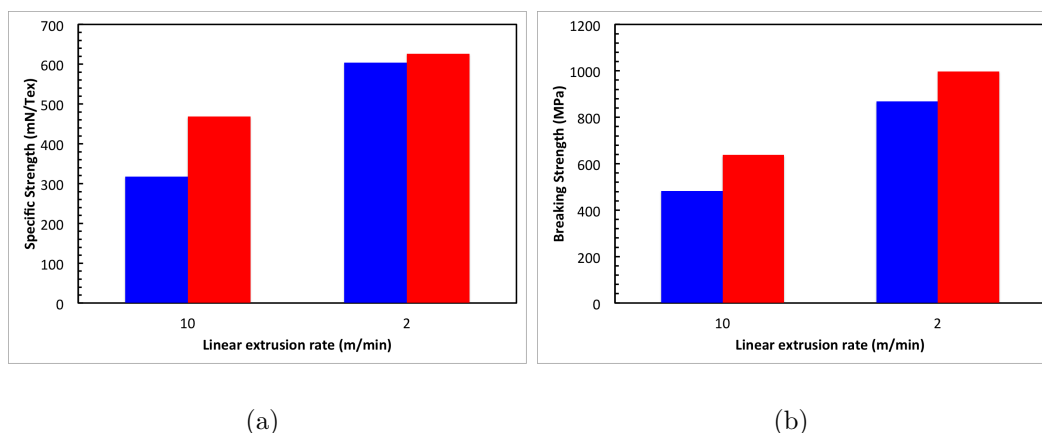 700
600
500
400
300
200
100
0
Specific Strength (mN/Tex)
10 2
Linear extrusion rate (m/min)
(a)
1200
1000
800
600
400
200
0
Breaking Strength (MPa)
10 2
Linear extrusion rate (m/min)
(b)